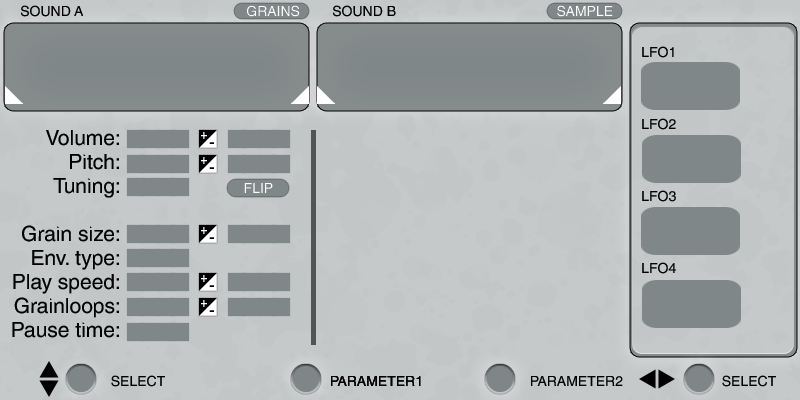 SOUND A GRAINS SOUND B SAMPLE
LFO1
LFO2
LFO3
LFO4
Volume: + -
Pitch: + -
Tuning: FLIP
Grain size: + -
Env. type:
Play speed: + -
Grainloops: + -
Pause time:
SELECT PARAMETER1 PARAMETER2 SELECT